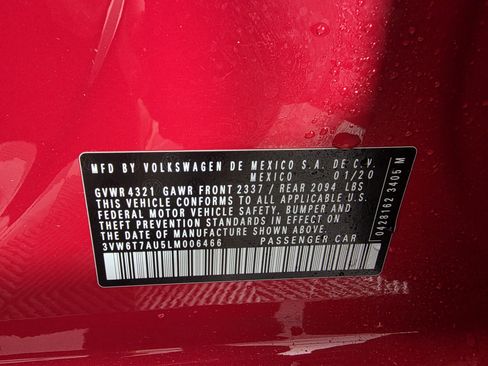 MFD BY VOLKSWAGEN DE MEXICO S.A. DE C.V.
MEXICO 01/20
GVWR 4321 GAWR FRONT 2337 / REAR 2094 LBS
THIS VEHICLE CONFORMS TO ALL APPLICABLE U.S.
FEDERAL MOTOR VEHICLE SAFETY, BUMPER, AND
THEFT PREVENTION STANDARDS IN EFFECT ON THE
DATE OF MANUFACTURE SHOWN ABOVE.
3VW6T7AU5LM006466 PASSENGER CAR
0428162 3405 M